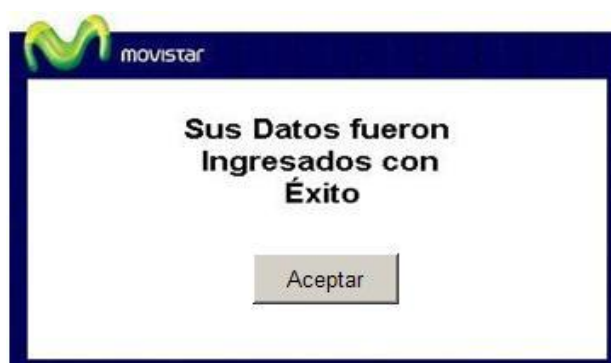 movistar
Sus Datos fueron
Ingresados con
Éxito
Aceptar